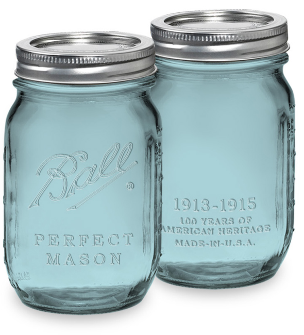 Ball
PERFECT
MASON
1913-1915
100 YEARS OF
AMERICAN HERITAGE
MADE-IN-U.S.A.